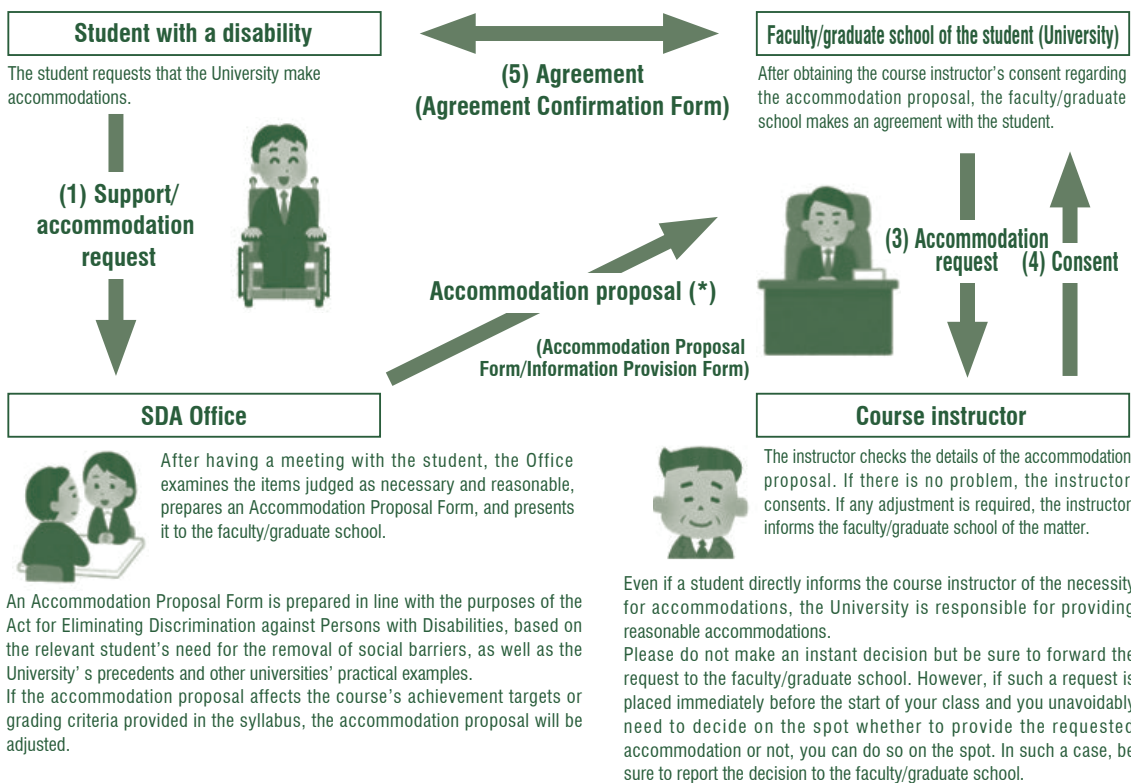 Student with a disability
The student requests that the University make
accommodations.
(1) Support/
accommodation
request
(5) Agreement
(Agreement Confirmation Form)
Faculty/graduate school of the student (University)
After obtaining the course instructor's consent regarding
the accommodation proposal, the faculty/graduate
school makes an agreement with the student.
(3) Accommodation
request
(4) Consent
Accommodation proposal (*)
(Accommodation Proposal
Form/Information Provision Form)
SDA Office
After having a meeting with the student, the Office
examines the items judged as necessary and reasonable,
prepares an Accommodation Proposal Form, and presents
it to the faculty/graduate school.
An Accommodation Proposal Form is prepared in line with the purposes of the
Act for Eliminating Discrimination against Persons with Disabilities, based on
the relevant student's need for the removal of social barriers, as well as the
University' s precedents and other universities' practical examples.
If the accommodation proposal affects the course's achievement targets or
grading criteria provided in the syllabus, the accommodation proposal will be
adjusted.
Course instructor
The instructor checks the details of the accommodation
proposal. If there is no problem, the instructor
consents. If any adjustment is required, the instructor
informs the faculty/graduate school of the matter.
Even if a student directly informs the course instructor of the necessity
for accommodations, the University is responsible for providing
reasonable accommodations.
Please do not make an instant decision but be sure to forward the
request to the faculty/graduate school. However, if such a request is
placed immediately before the start of your class and you unavoidably
need to decide on the spot whether to provide the requested
accommodation or not, you can do so on the spot. In such a case, be
sure to report the decision to the faculty/graduate school.